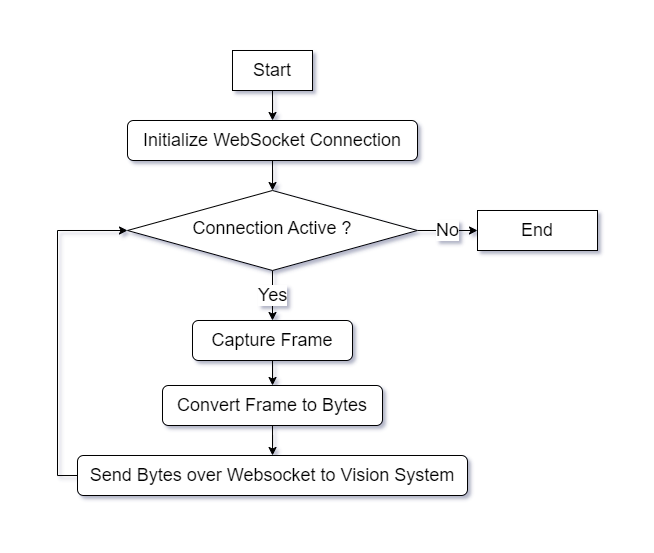 Start
Initialize WebSocket Connection
Connection Active ?
No
End
Yes
Capture Frame
Convert Frame to Bytes
Send Bytes over Websocket to Vision System